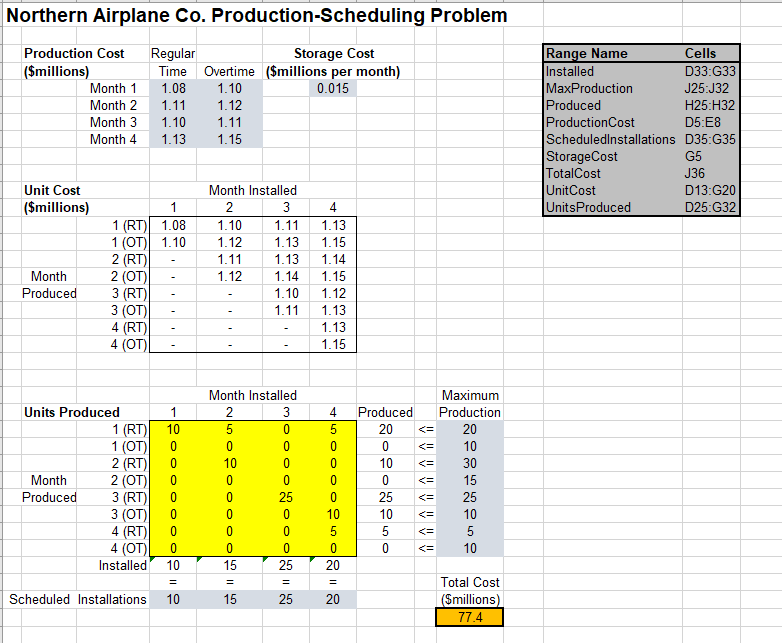 Northern Airplane Co. Production-Scheduling Problem
Production Cost Regular Storage Cost Range Name Cells
($millions) Time Overtime ($millions per month) Installed D33:G33
Month 1 1.08 1.10 0.015 MaxProduction J25:J32
Month 2 1.11 1.12 Produced H25:H32
Month 3 1.10 1.11 ProductionCost D5:E8
Month 4 1.13 1.15 ScheduledInstallations D35:G35
StorageCost G5
TotalCost J36
Unit Cost Month Installed UnitCost D13:G20
($millions) 1 2 3 4 UnitsProduced D25:G32
1 (RT) 1.08 1.10 1.11 1.13
1 (OT) 1.10 1.12 1.13 1.15
2 (RT) - 1.11 1.13 1.14
Month 2 (OT) - 1.12 1.14 1.15
Produced 3 (RT) - - 1.10 1.12
3 (OT) - - 1.11 1.13
4 (RT) - - - 1.13
4 (OT) - - - 1.15
Month Installed Maximum
Units Produced 1 2 3 4 Produced Production
1 (RT) 10 5 0 5 20 <= 20
1 (OT) 0 0 0 0 0 <= 10
2 (RT) 0 10 0 0 10 <= 30
Month 2 (OT) 0 0 0 0 0 <= 15
Produced 3 (RT) 0 0 25 0 25 <= 25
3 (OT) 0 0 0 10 10 <= 10
4 (RT) 0 0 0 5 5 <= 5
4 (OT) 0 0 0 0 0 <= 10
Installed 10 15 25 20
= = = = Total Cost
Scheduled Installations 10 15 25 20 ($millions)
77.4